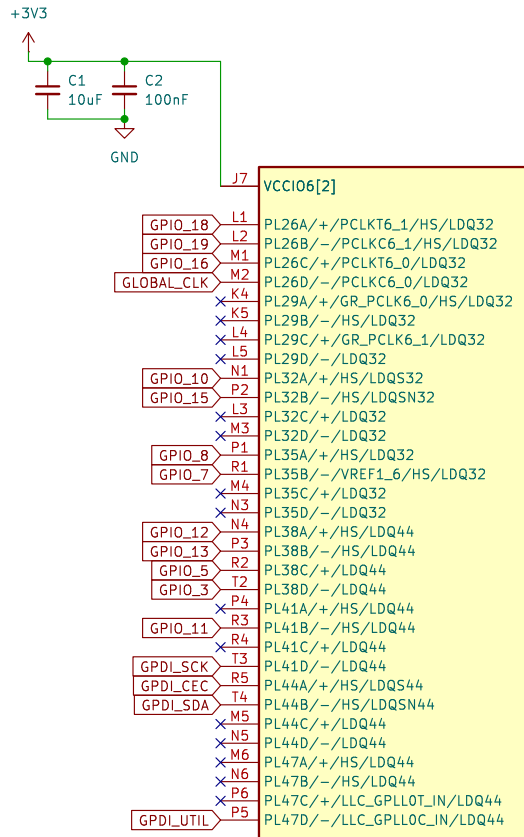 +3V3
C1 C2
10uF 100nF
GND
J7 VCCIO6[2]
GPIO_18 L1 PL26A/+/PCLKT6_1/HS/LDQ32
GPIO_19 L2 PL26B/-/PCLKC6_1/HS/LDQ32
GPIO_16 M1 PL26C/+/PCLKT6_0/LDQ32
GLOBAL_CLK M2 PL26D/-/PCLKC6_0/LDQ32
K4 PL29A/+/GR_PCLK6_0/HS/LDQ32
K5 PL29B/-/HS/LDQ32
L4 PL29C/+/GR_PCLK6_1/LDQ32
L5 PL29D/-/LDQ32
GPIO_10 N1 PL32A/+/HS/LDQS32
GPIO_15 P2 PL32B/-/HS/LDQSN32
L3 PL32C/+/LDQ32
M3 PL32D/-/LDQ32
GPIO_8 P1 PL35A/+/HS/LDQ32
GPIO_7 R1 PL35B/-/VREF1_6/HS/LDQ32
M4 PL35C/+/LDQ32
N3 PL35D/-/LDQ32
GPIO_12 N4 PL38A/+/HS/LDQ44
GPIO_13 P3 PL38B/-/HS/LDQ44
GPIO_5 R2 PL38C/+/LDQ44
GPIO_3 T2 PL38D/-/LDQ44
P4 PL41A/+/HS/LDQ44
GPIO_11 R3 PL41B/-/HS/LDQ44
R4 PL41C/+/LDQ44
GPDI_SCK T3 PL41D/-/LDQ44
GPDI_CEC R5 PL44A/+/HS/LDQS44
GPDI_SDA T4 PL44B/-/HS/LDQSN44
M5 PL44C/+/LDQ44
N5 PL44D/-/LDQ44
M6 PL47A/+/HS/LDQ44
N6 PL47B/-/HS/LDQ44
P6 PL47C/+/LLC_GPLL0T_IN/LDQ44
GPDI_UTIL P5 PL47D/-/LLC_GPLL0C_IN/LDQ44